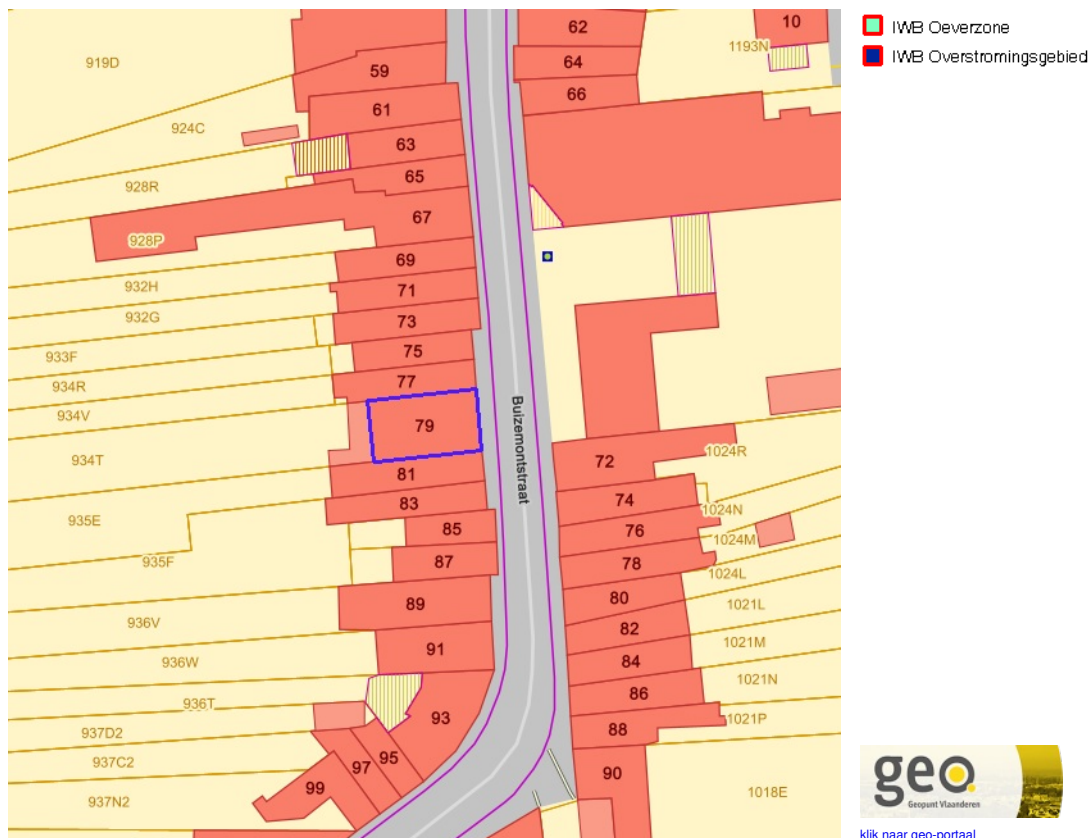 IWB Oeverzone
IWB Overstromingsgebied
62
10
919D
59
64
1193N
66
61
924C
63
65
928R
67
928P
69
932H
71
932G
73
75
933F
77
934R
934V
79
Buizemontstraat
934T
72
1024R
81
83
74
1024N
935E
85
76
1024M
935F
87
78
1024L
89
80
1021L
936V
82
1021M
91
936W
84
1021N
86
936T
93
88
1021P
937D2
95
937C2
97
99
90
1018E
937N2
geo.
Geopunt Vlaanderen
klik naar geo-portaal